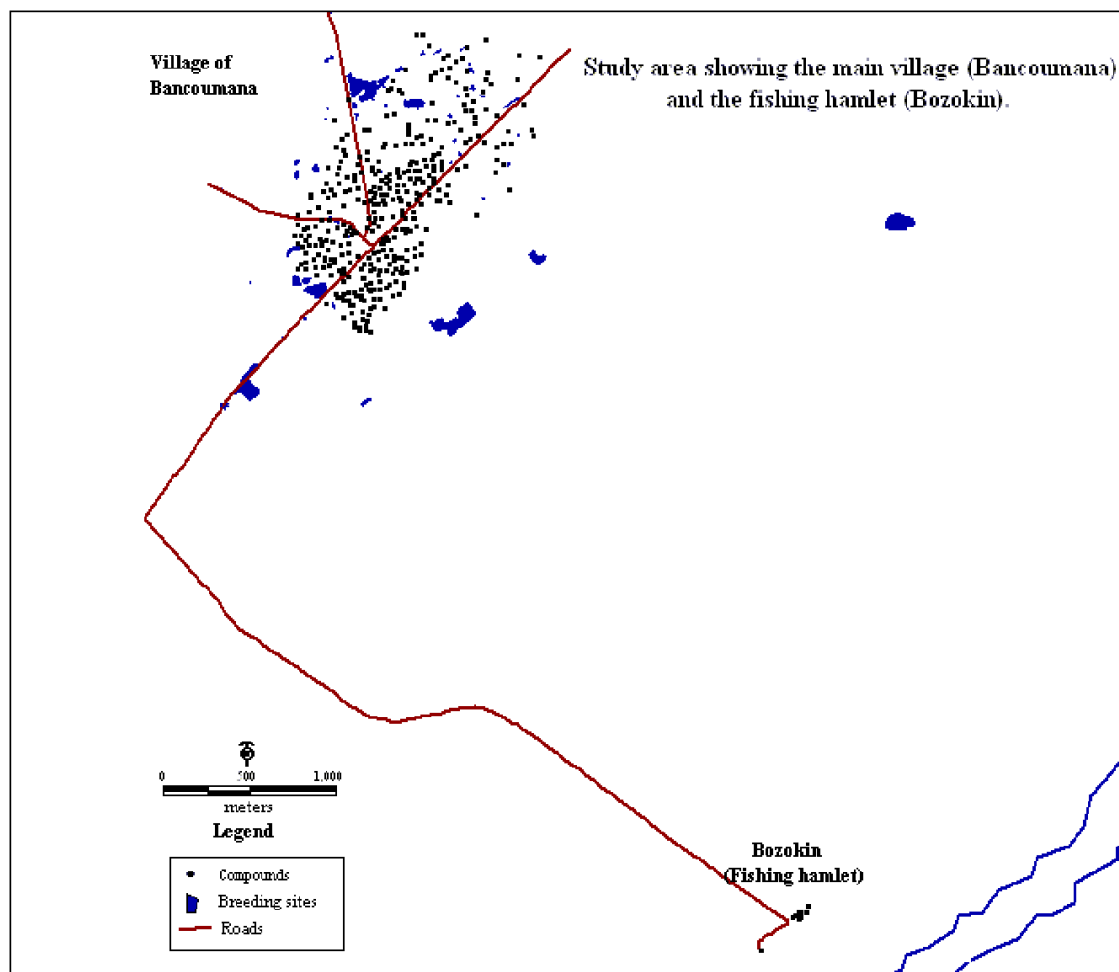 Village of
Bancoumana
Study area showing the main village (Bancoumana)
and the fishing hamlet (Bozokin).
0 500 1,000
meters
Legend
Compounds
Breeding sites
Roads
Bozokin
(Fishing hamlet)